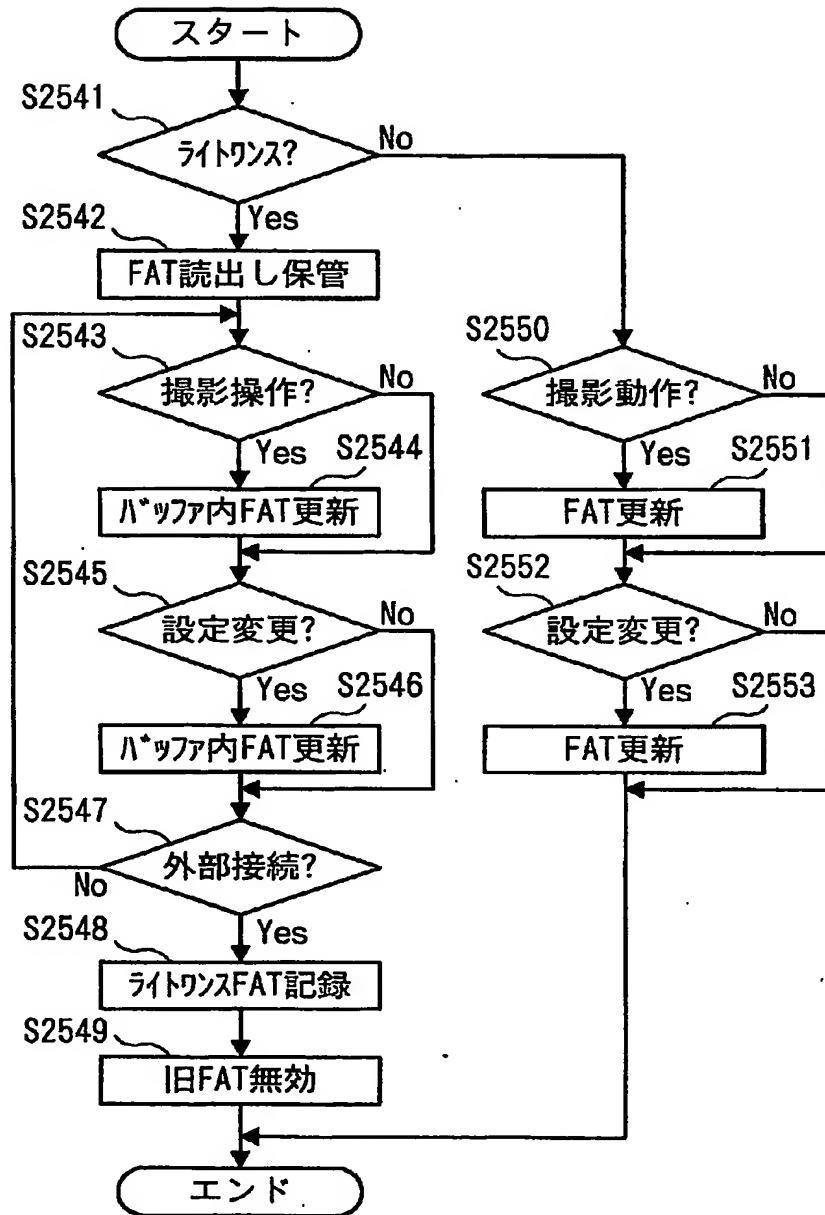 スタート
S2541
ﾗｲﾄﾜﾝｽ?
No
Yes
S2542
FAT読出し保管
S2543
撮影操作?
No
Yes
S2544
ﾊﾞｯﾌｧ内FAT更新
S2545
設定変更?
No
Yes
S2546
ﾊﾞｯﾌｧ内FAT更新
S2547
外部接続?
No
Yes
S2548
ﾗｲﾄﾜﾝｽFAT記録
S2549
旧FAT無効
S2550
撮影動作?
No
Yes
S2551
FAT更新
S2552
設定変更?
No
Yes
S2553
FAT更新
エンド